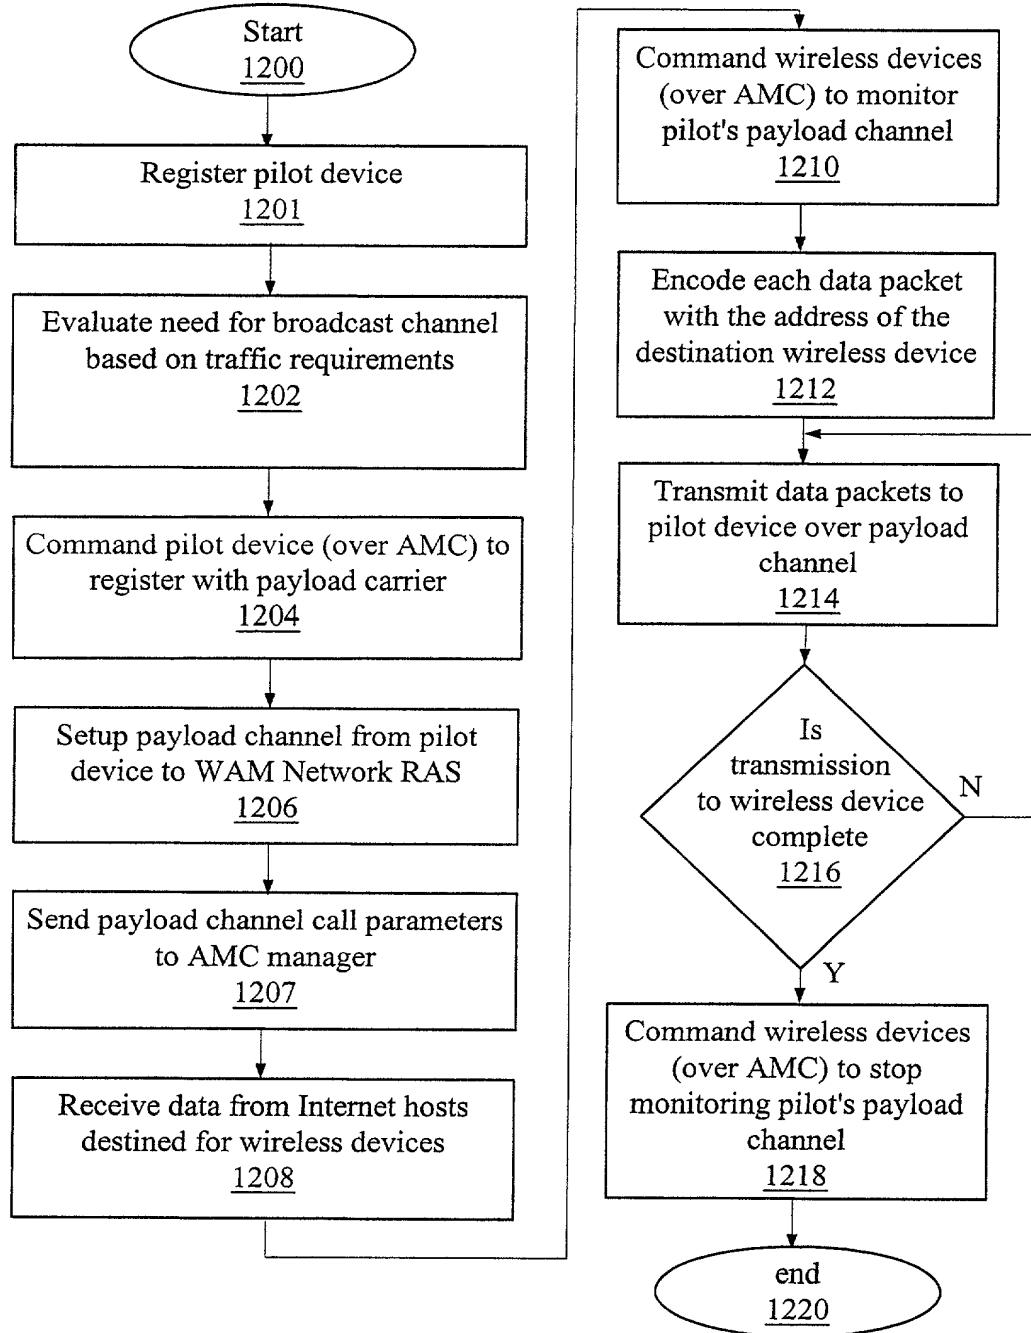 Start
1200
Register pilot device
1201
Evaluate need for broadcast channel
based on traffic requirements
1202
Command pilot device (over AMC) to
register with payload carrier
1204
Setup payload channel from pilot
device to WAM Network RAS
1206
Send payload channel call parameters
to AMC manager
1207
Receive data from Internet hosts
destined for wireless devices
1208
Command wireless devices
(over AMC) to monitor
pilot's payload channel
1210
Encode each data packet
with the address of the
destination wireless device
1212
Transmit data packets to
pilot device over payload
channel
1214
Is
transmission
to wireless device
complete
1216
N
Y
Command wireless devices
(over AMC) to stop
monitoring pilot's payload
channel
1218
end
1220